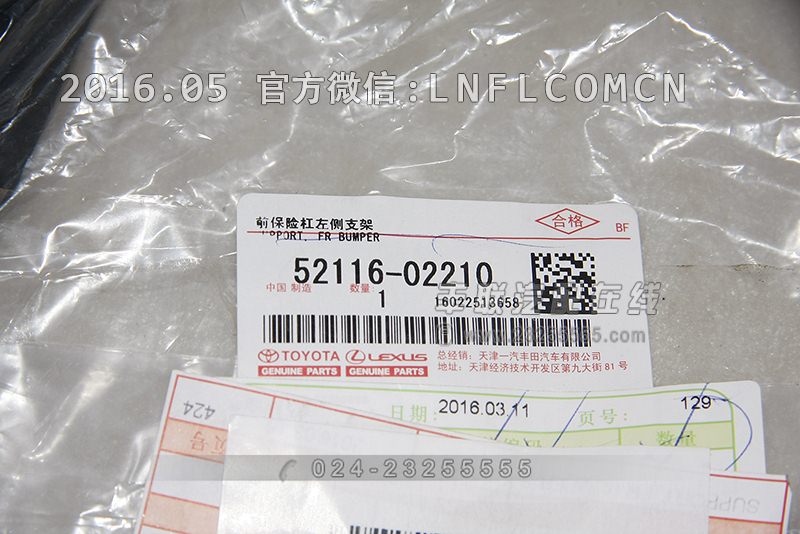 2016.05 官方微信:LNFLCOMCN
前保险杠左侧支架
合格
BF
FR BUMPER
52116-02210
中国 制造 数量:
1
16022513658
TOYOTA LEXUS
GENUINE PARTS GENUINE PARTS
总经销: 天津一汽丰田汽车有限公司
地址: 天津经济技术开发区第九大街 81 号
424
页号
日期: 2016.03.11 页号: 129
数量
024-23255555